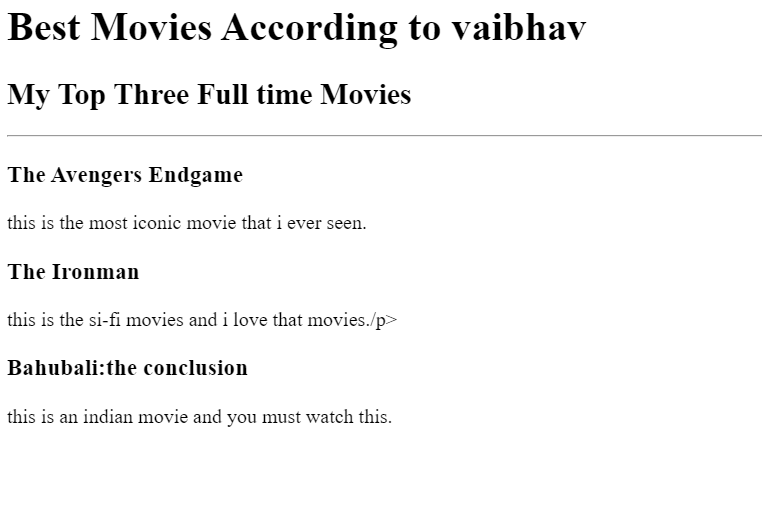 Best Movies According to vaibhav
My Top Three Full time Movies
The Avengers Endgame
this is the most iconic movie that i ever seen.
The Ironman
this is the si-fi movies and i love that movies./p>
Bahubali:the conclusion
this is an indian movie and you must watch this.